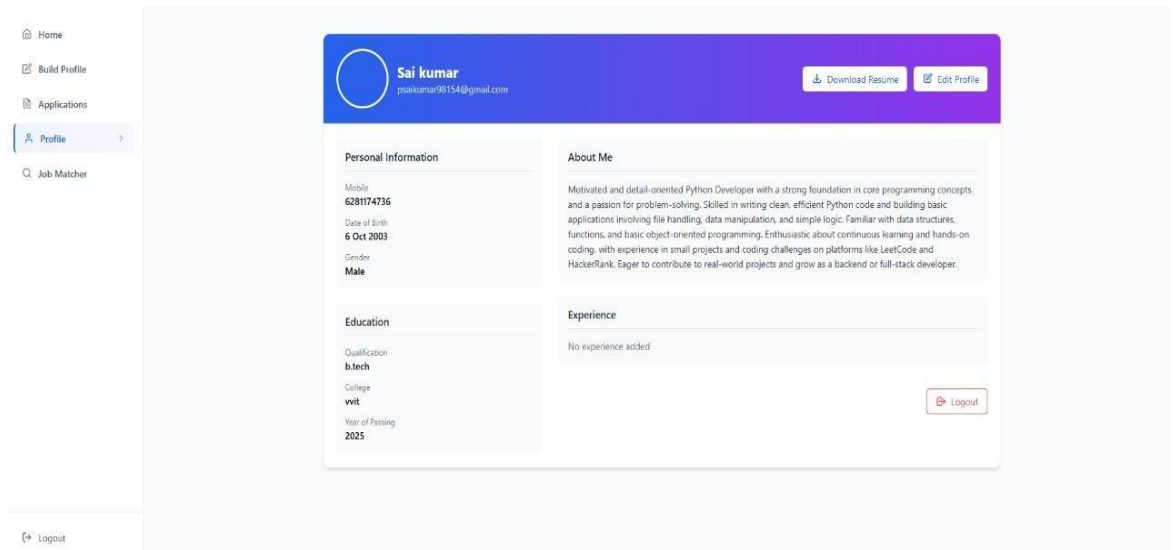 Home
Build Profile
Applications
Profile
Job Matcher
Logout
Sai kumar
psaikumar98154@gmail.com
Download Resume
Edit Profile
Personal Information
Mobile
6281174736
Date of Birth
6 Oct 2003
Gender
Male
Education
Qualification
b.tech
College
vvit
Year of Passing
2025
About Me
Motivated and detail-oriented Python Developer with a strong foundation in core programming concepts
and a passion for problem-solving. Skilled in writing clean, efficient Python code and building basic
applications involving file handling, data manipulation, and simple logic. Familiar with data structures,
functions, and basic object-oriented programming. Enthusiastic about continuous learning and hands-on
coding, with experience in small projects and coding challenges on platforms like LeetCode and
HackerRank. Eager to contribute to real-world projects and grow as a backend or full-stack developer.
Experience
No experience added
Logout